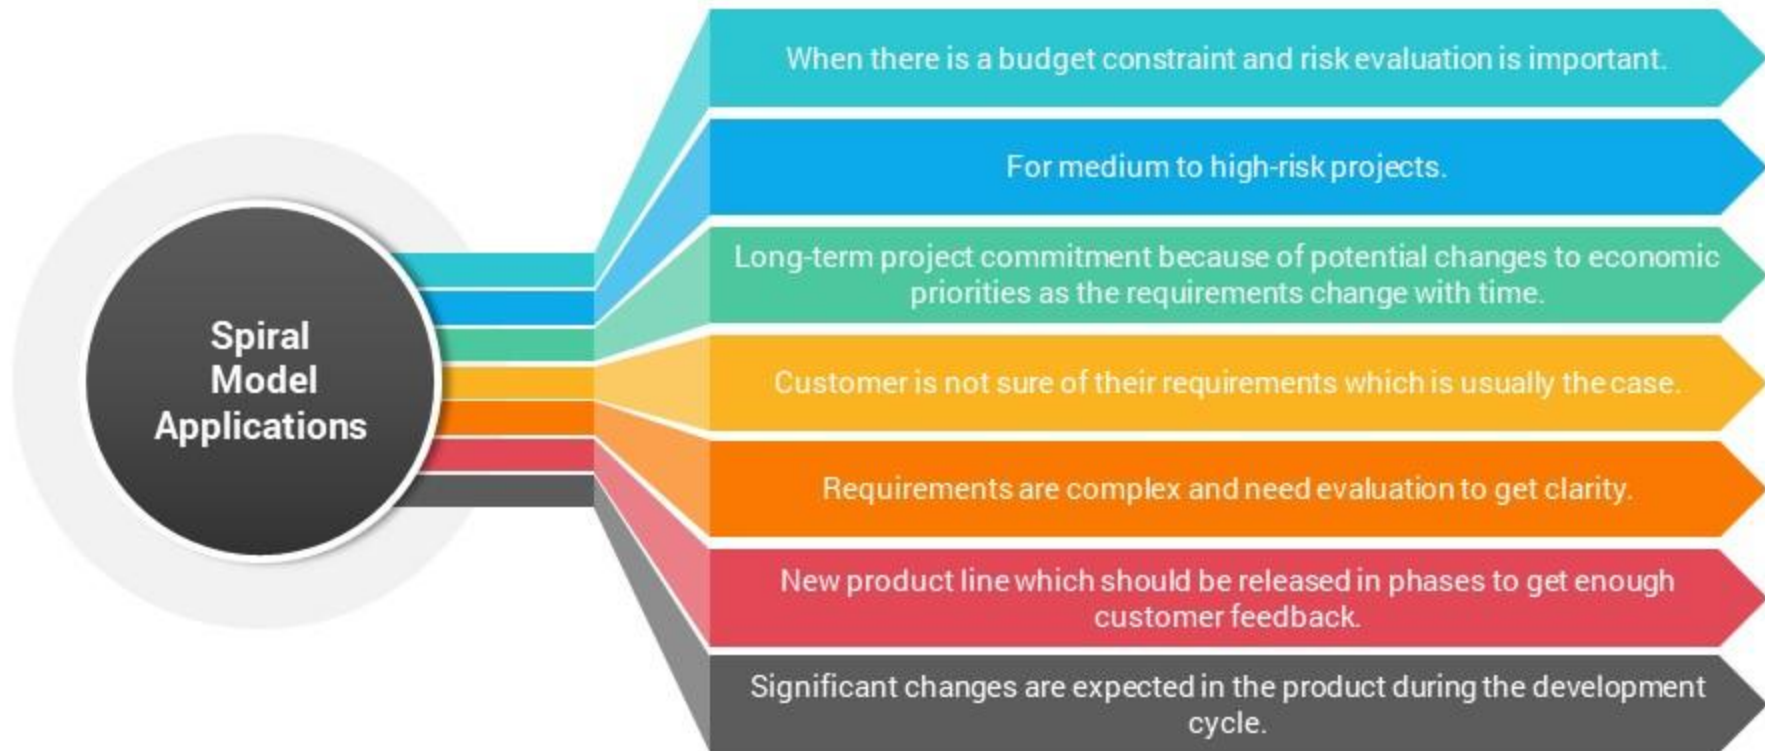 Spiral
Model
Applications
When there is a budget constraint and risk evaluation is important.
For medium to high-risk projects.
Long-term project commitment because of potential changes to economic
priorities as the requirements change with time.
Customer is not sure of their requirements which is usually the case.
Requirements are complex and need evaluation to get clarity.
New product line which should be released in phases to get enough
customer feedback.
Significant changes are expected in the product during the development
cycle.